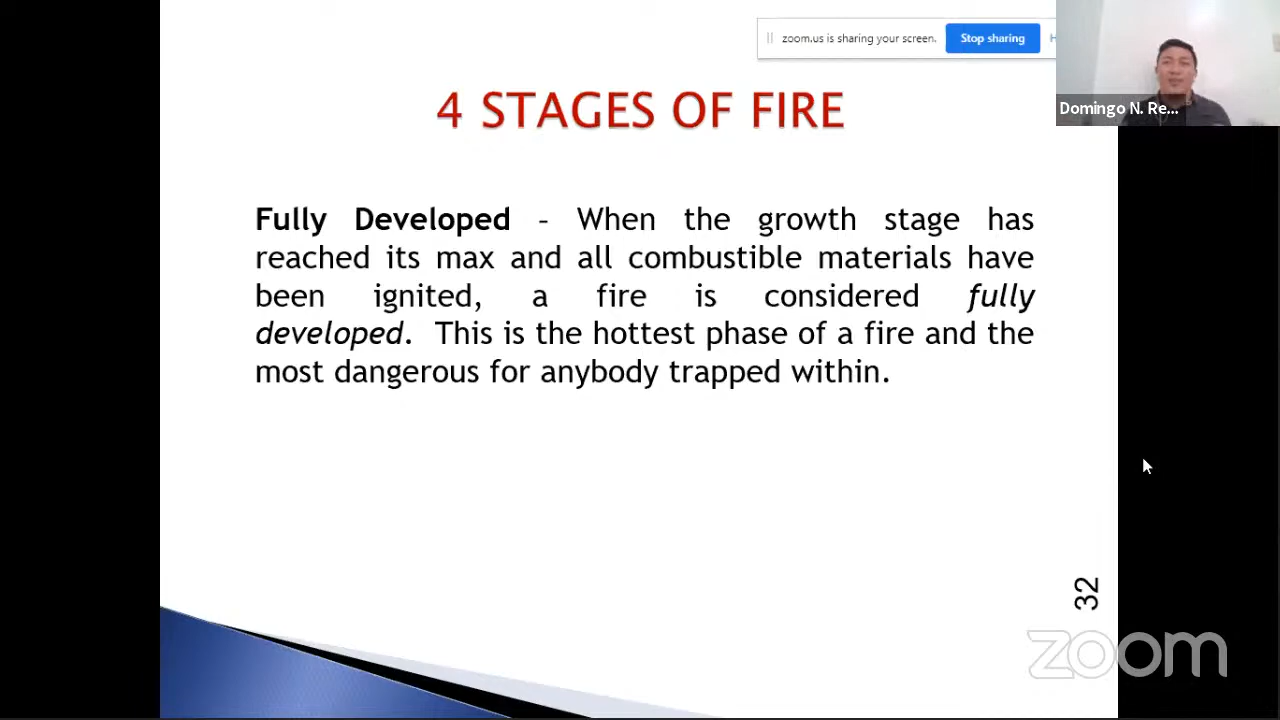 zoom.us is sharing your screen. Stop sharing
Domingo N. Re...
4 STAGES OF FIRE
Fully Developed – When the growth stage has
reached its max and all combustible materials have
been ignited, a fire is considered fully
developed. This is the hottest phase of a fire and the
most dangerous for anybody trapped within.
32
zoom